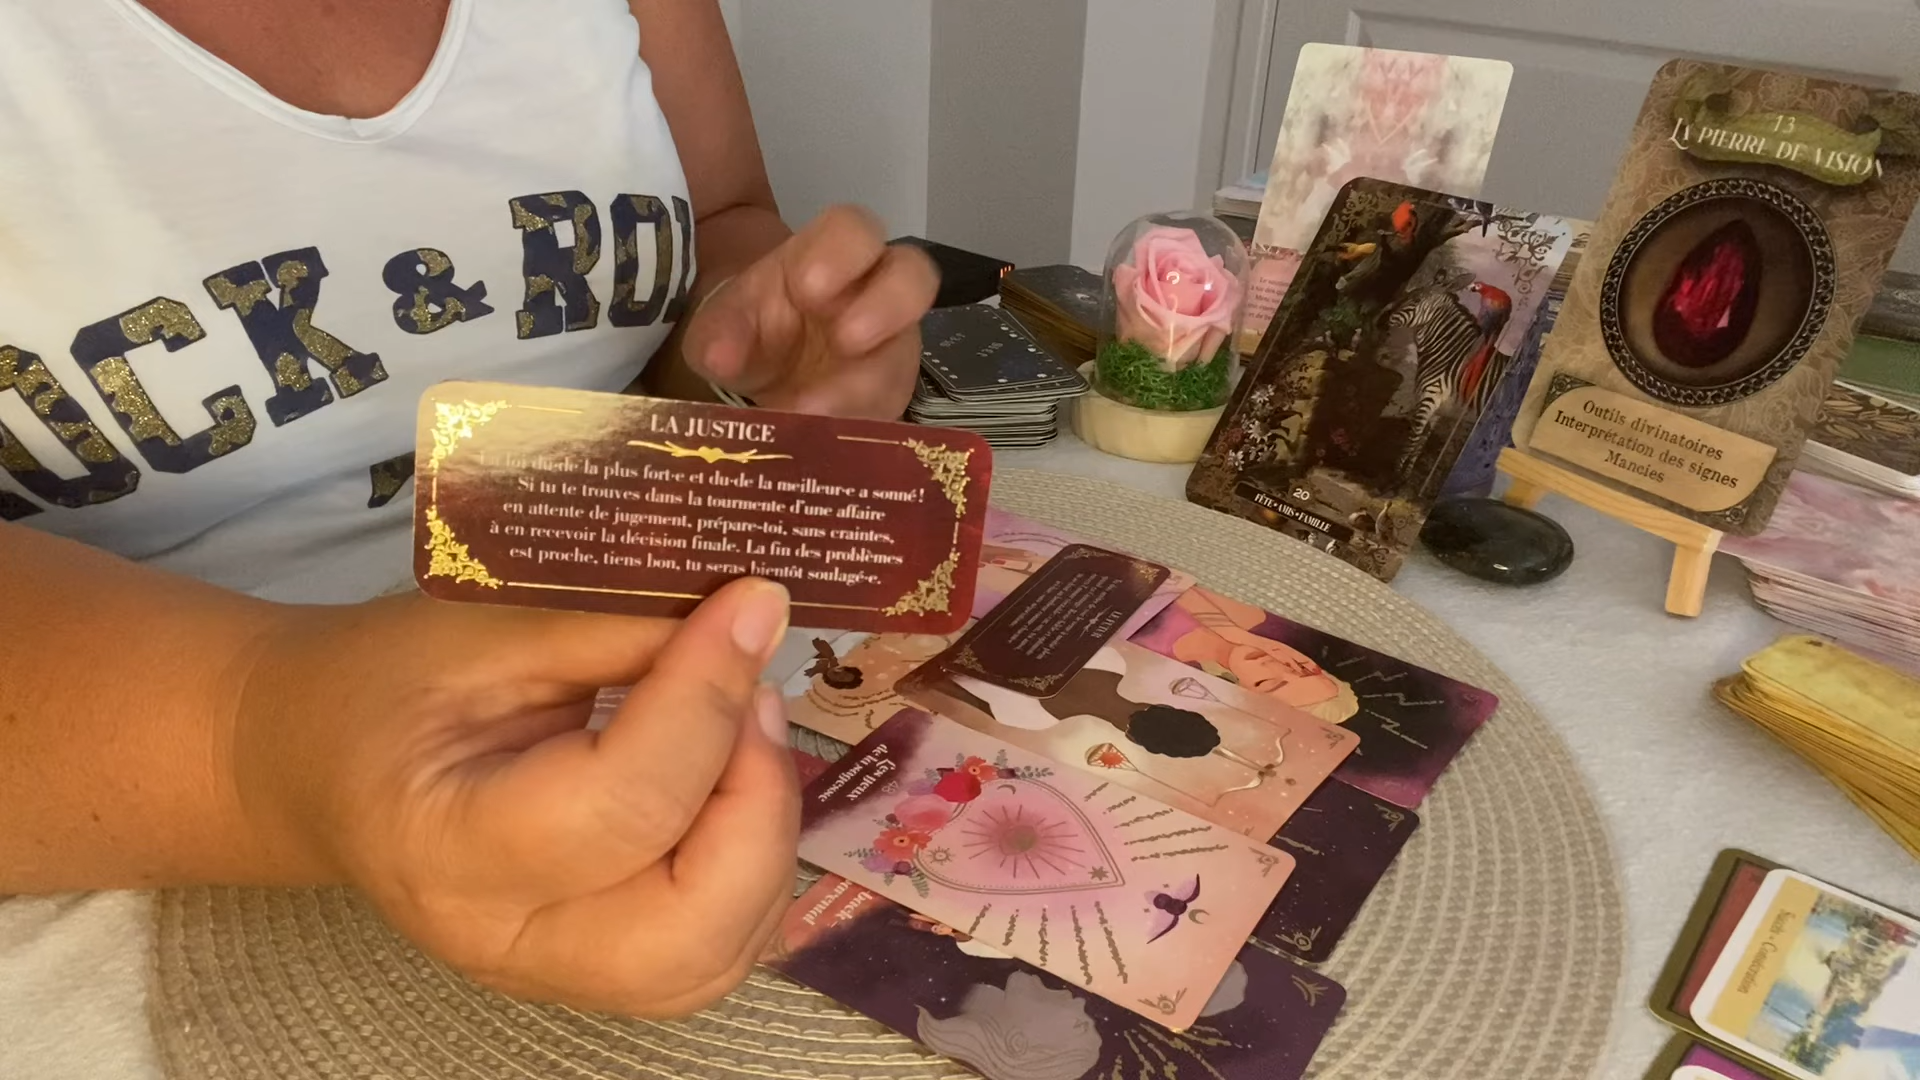 OCK & ROL
LA JUSTICE
La loi du·de la plus fort·e et du·de la meilleur·e a sonné !
Si tu te trouves dans la tourmente d'une affaire
en attente de jugement, prépare-toi, sans craintes,
à en recevoir la décision finale. La fin des problèmes
est proche, tiens bon, tu seras bientôt soulagé·e.
13
LA PIERRE DE VISION
Outils divinatoires
Interprétation des signes
Mancies
20
FÊTE•AMIS•FAMILLE
Les yeux
de la sagesse
48